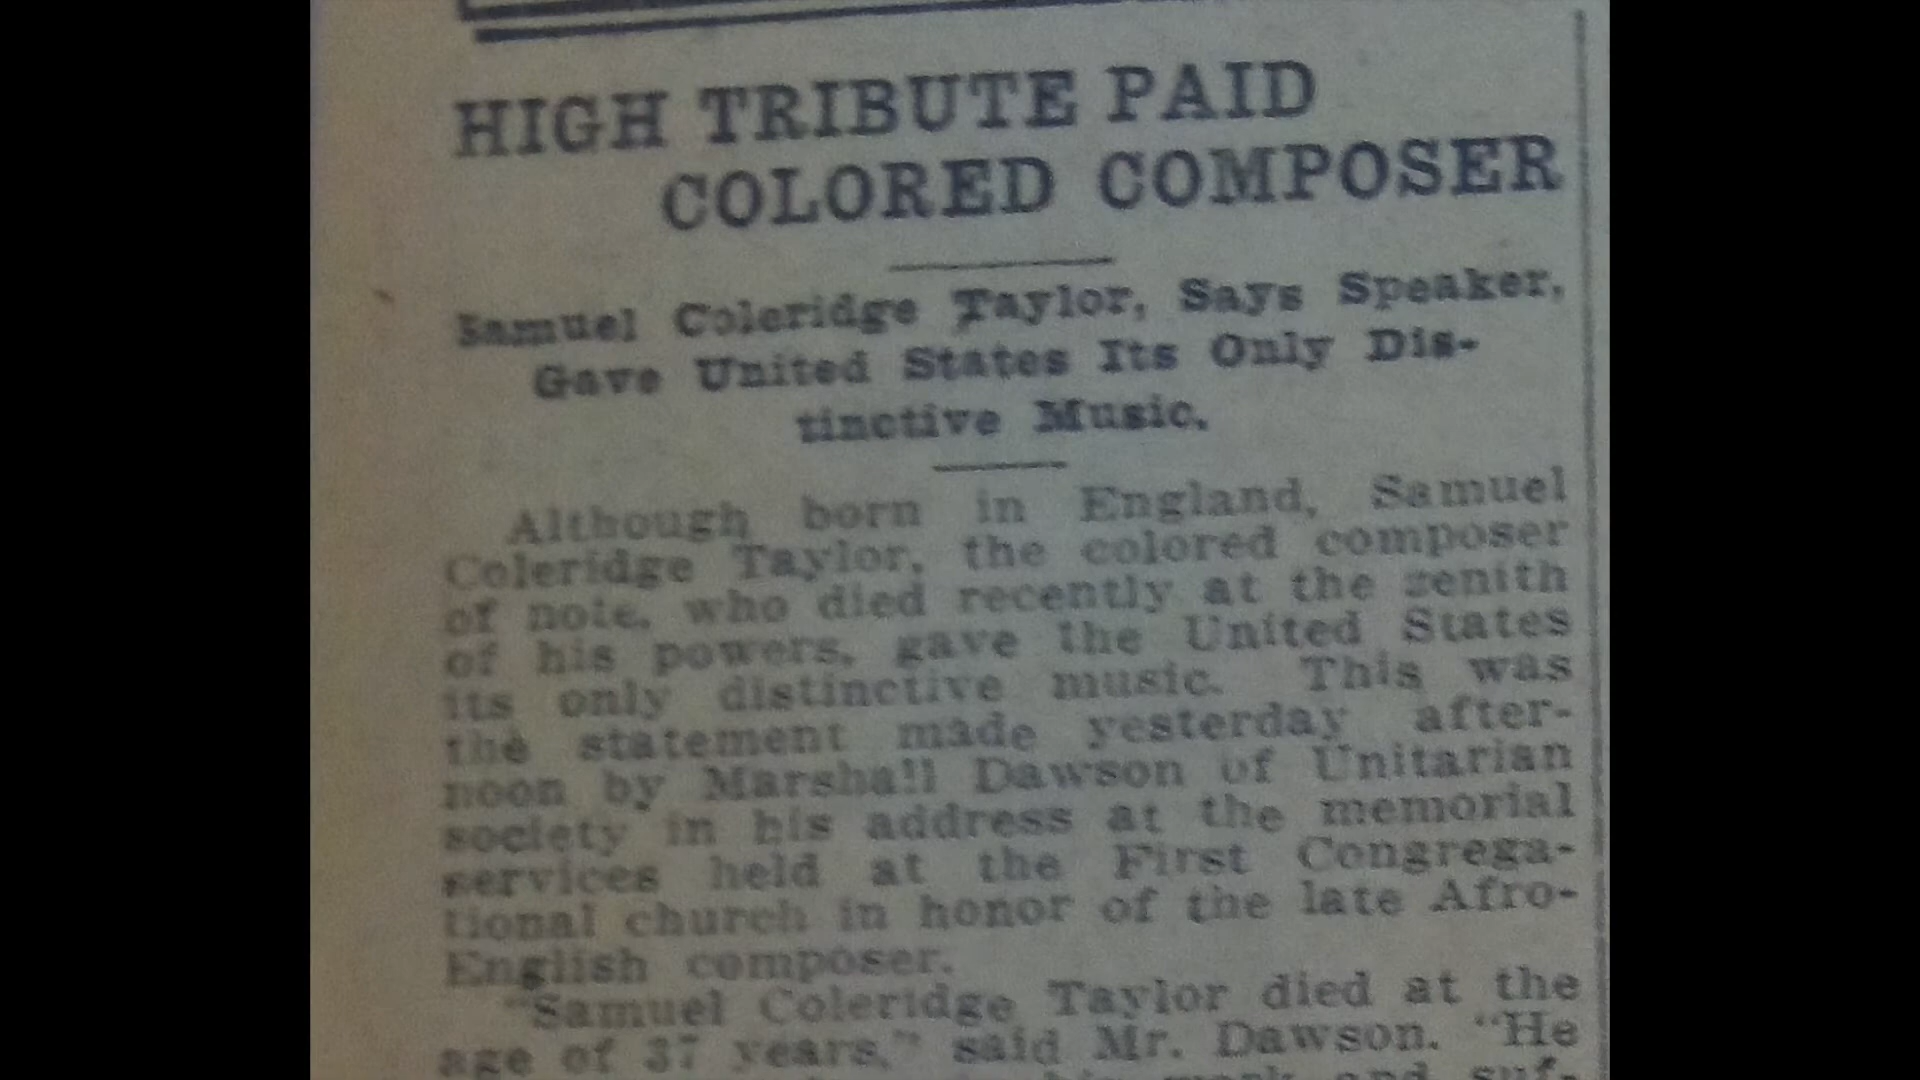 HIGH TRIBUTE PAID
COLORED COMPOSER
Samuel Coleridge Taylor, Says Speaker,
Gave United States Its Only Dis-
tinctive Music.
Although born in England, Samuel
Coleridge Taylor, the colored composer
of note, who died recently at the zenith
of his powers, gave the United States
its only distinctive music. This was
the statement made yesterday after-
noon by Marshall Dawson of Unitarian
society in his address at the memorial
services held at the First Congrega-
tional church in honor of the late Afro-
English composer.
"Samuel Coleridge Taylor died at the
age of 37 years," said Mr. Dawson. "He
work and suf-